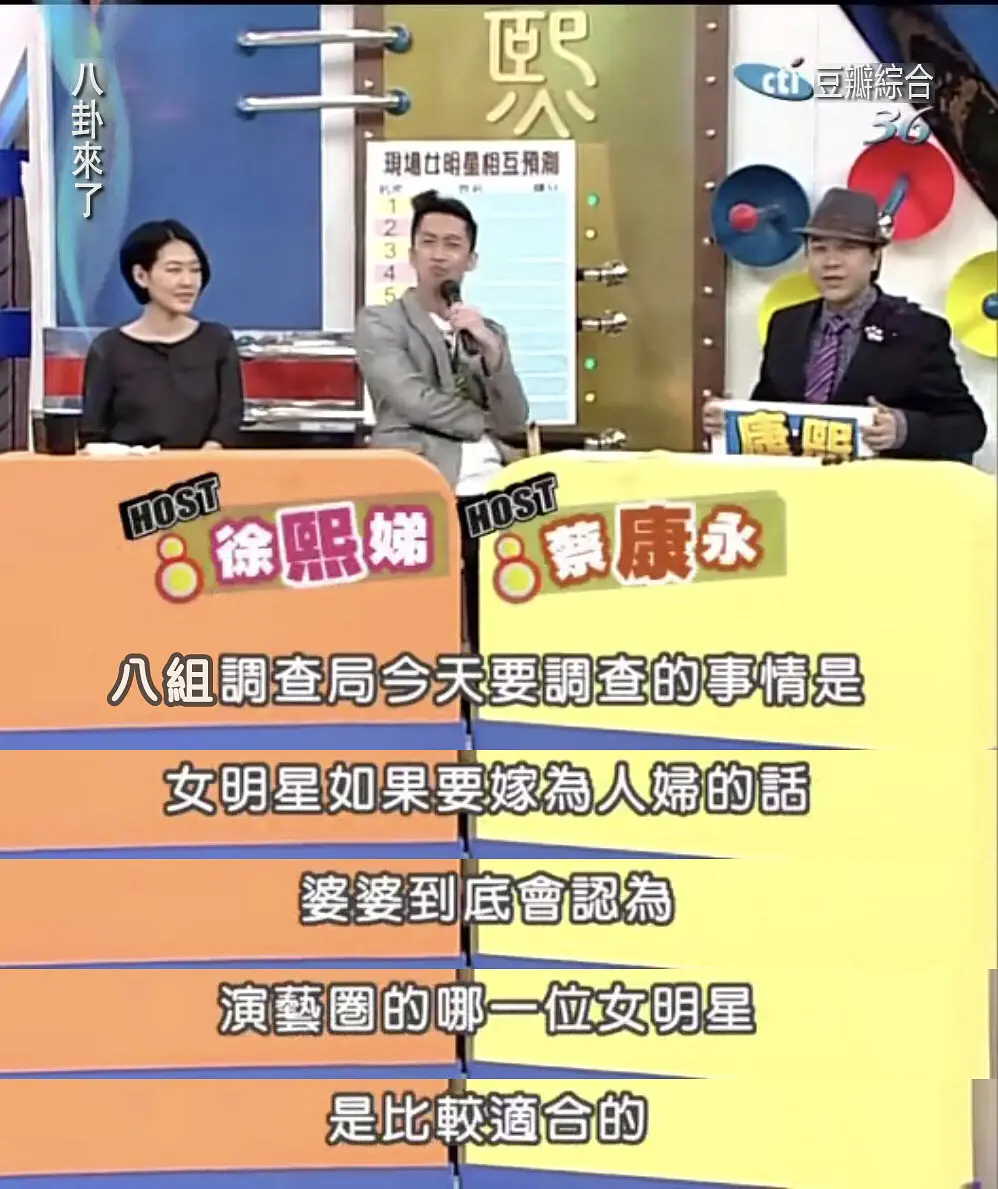 八卦來了
熙
cti 豆瓣綜合
36
現場女明星相互預測
1
2
3
4
5
康熙
HOST
徐熙娣
HOST
蔡康永
八組調查局今天要調查的事情是
女明星如果要嫁為人婦的話
婆婆到底會認為
演藝圈的哪一位女明星
是比較適合的